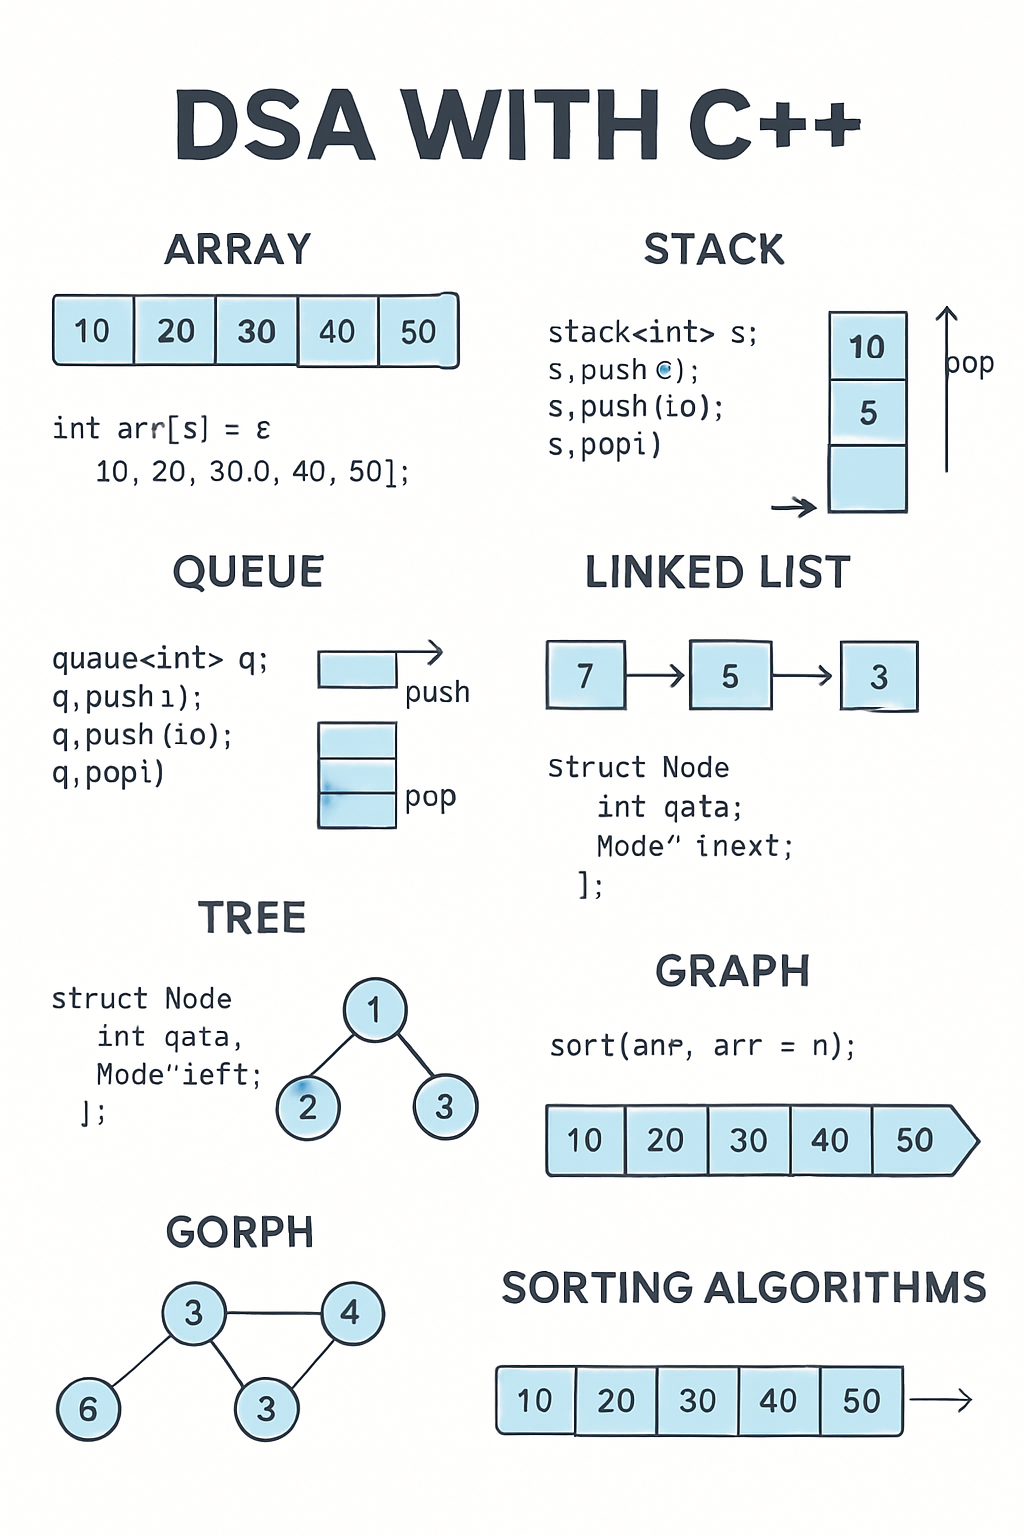 DSA WITH C++
ARRAY
10 20 30 40 50
int arr[s] = ε
10, 20, 30.0, 40, 50];
STACK
stack<int> s;
s,push );
s,push(io);
s,popi)
10
5
pop
QUEUE
quaue<int> q;
q,push ı);
q,push(io);
q,popi)
push
pop
LINKED LIST
7 5 3
struct Node
int qata;
Mode" inext;
];
TREE
struct Node
int qata,
Mode"ieft;
];
1
2 3
GRAPH
sort(anr, arr = n);
10 20 30 40 50
GORPH
3 4
6 3
SORTING ALGORITHMS
10 20 30 40 50